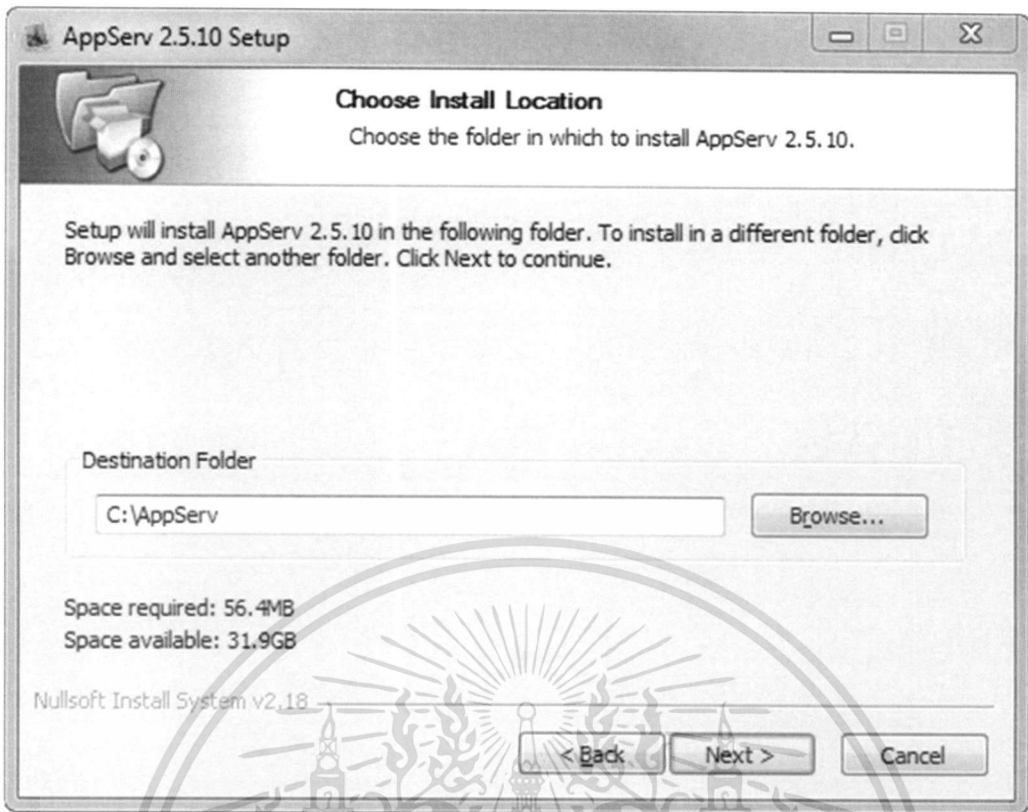 AppServ 2.5.10 Setup
Choose Install Location
Choose the folder in which to install AppServ 2.5.10.
Setup will install AppServ 2.5.10 in the following folder. To install in a different folder, click
Browse and select another folder. Click Next to continue.
Destination Folder
C:\AppServ
Browse...
Space required: 56.4MB
Space available: 31.9GB
Nullsoft Install System v2.18
< Back
Next >
Cancel